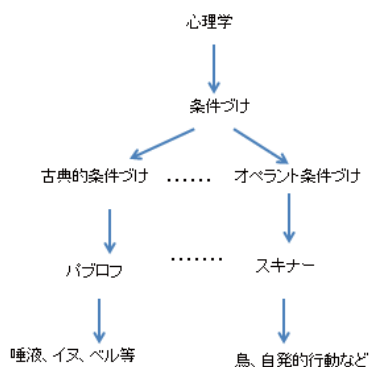 心理学
条件づけ
古典的条件づけ ‥‥‥ オペラント条件づけ
パブロフ ‥‥‥‥ スキナー
唾液、イヌ、ベル等 鳥、自発的行動など